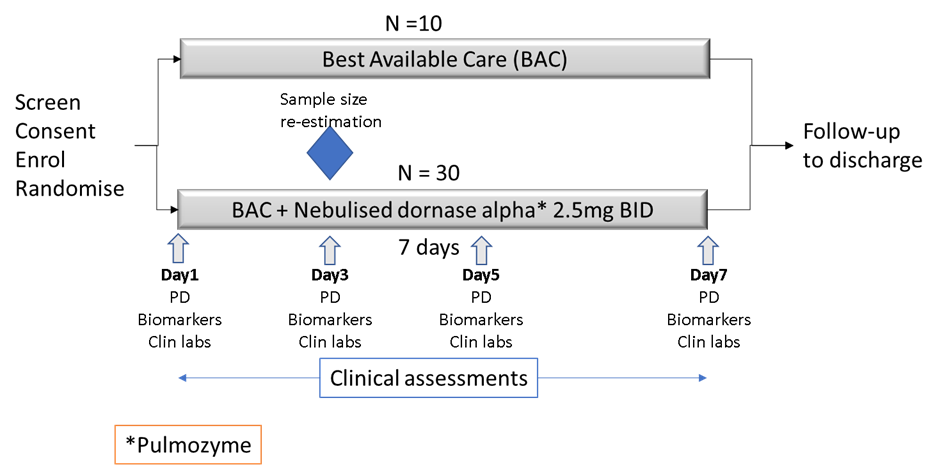 N =10
Best Available Care (BAC)
Screen
Consent
Enrol
Randomise
Sample size
re-estimation
Follow-up
to discharge
N = 30
BAC + Nebulised dornase alpha* 2.5mg BID
7 days
Day1
PD
Biomarkers
Clin labs
Day3
PD
Biomarkers
Clin labs
Day5
PD
Biomarkers
Clin labs
Day7
PD
Biomarkers
Clin labs
Clinical assessments
*Pulmozyme